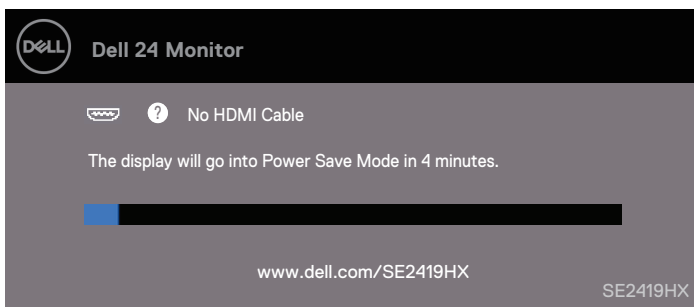 DELL
Dell 24 Monitor
? No HDMI Cable
The display will go into Power Save Mode in 4 minutes.
www.dell.com/SE2419HX
SE2419HX